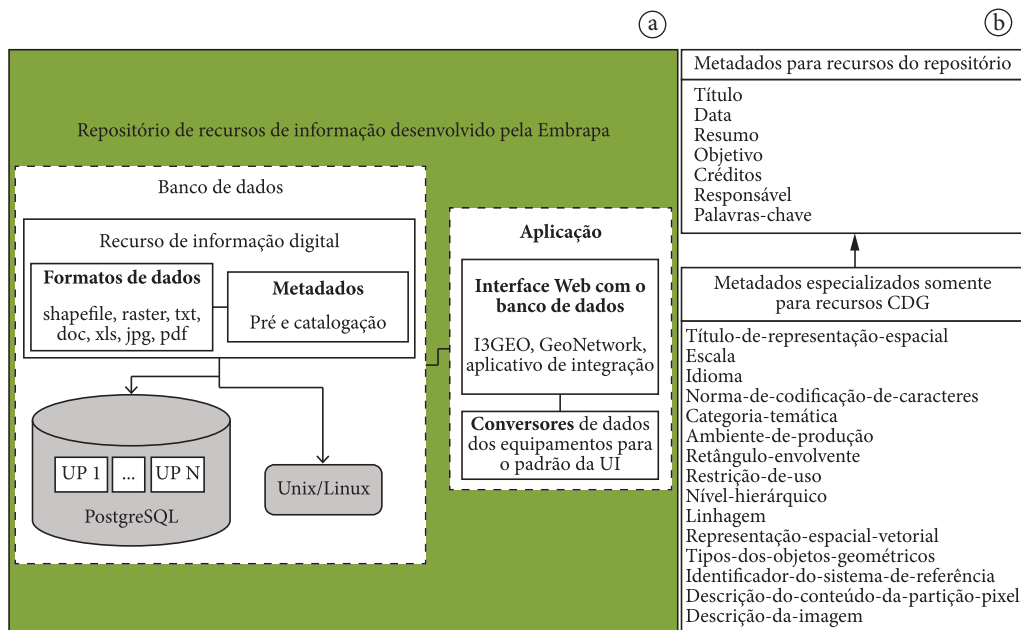 a
Repositório de recursos de informação desenvolvido pela Embrapa
Banco de dados
Recurso de informação digital
Formatos de dados
shapefile, raster, txt,
doc, xls, jpg, pdf
Metadados
Pré e catalogação
UP 1
...
UP N
PostgreSQL
Unix/Linux
Aplicação
Interface Web com o
banco de dados
I3GEO, GeoNetwork,
aplicativo de integração
Conversores de dados
dos equipamentos para
o padrão da UI
b
Metadados para recursos do repositório
Título
Data
Resumo
Objetivo
Créditos
Responsável
Palavras-chave
Metadados especializados somente
para recursos CDG
Título-de-representação-espacial
Escala
Idioma
Norma-de-codificação-de-caracteres
Categoria-temática
Ambiente-de-produção
Retângulo-envolvente
Restrição-de-uso
Nível-hierárquico
Linhagem
Representação-espacial-vetorial
Tipos-dos-objetos-geométricos
Identificador-do-sistema-de-referência
Descrição-do-conteúdo-da-partição-pixel
Descrição-da-imagem